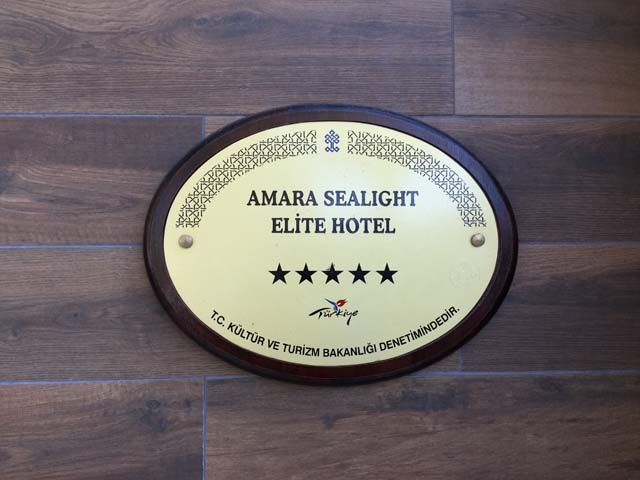 AMARA SEALIGHT
ELİTE HOTEL
Türkiye
T.C. KÜLTÜR VE TURİZM BAKANLIĞI DENETİMİNDEDİR.